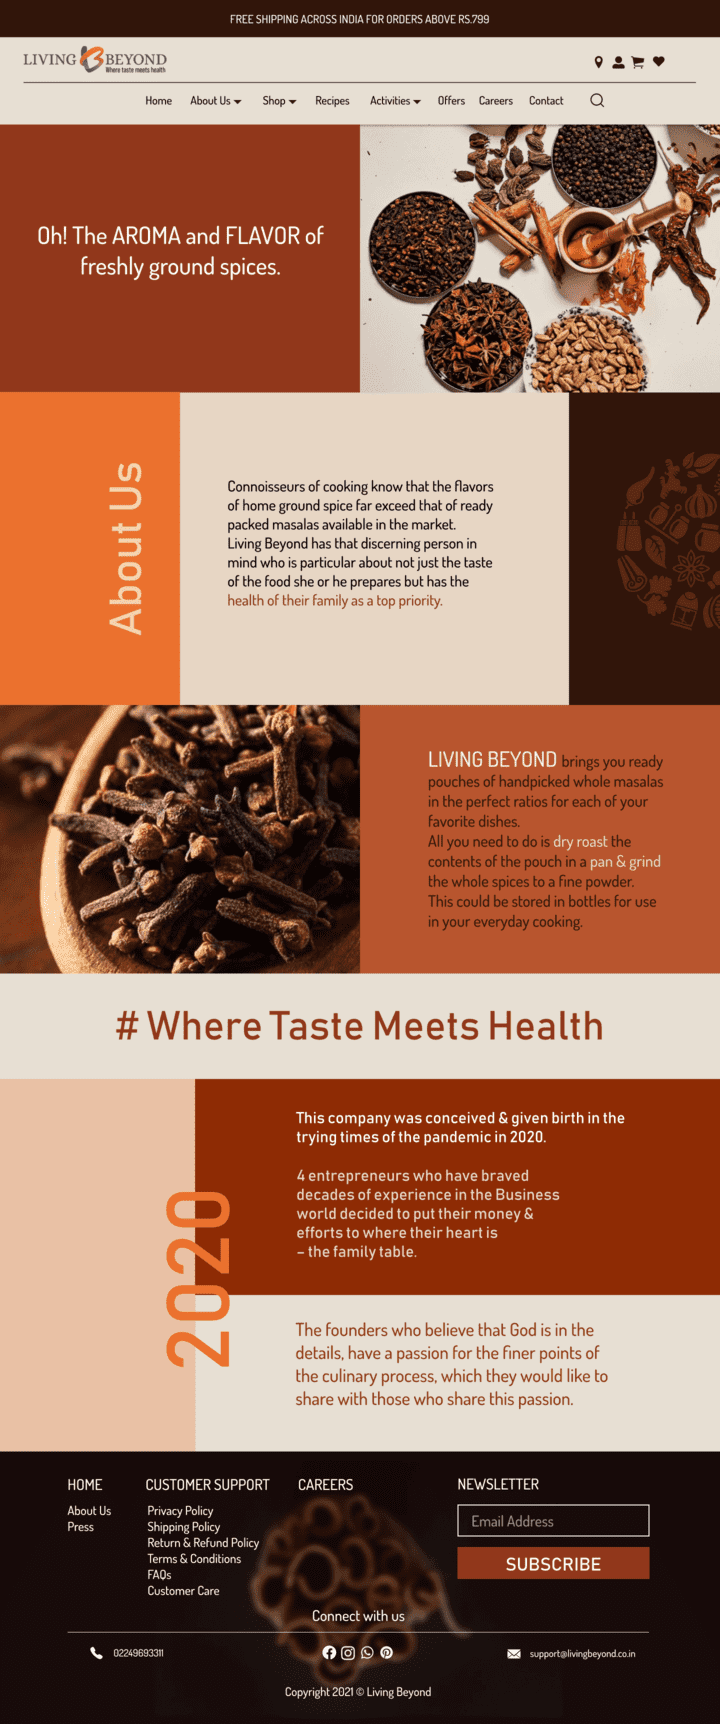 FREE SHIPPING ACROSS INDIA FOR ORDERS ABOVE RS.799
LIVING BEYOND
Where taste meets health
Home About Us Shop Recipes Activities Offers Careers Contact
Oh! The AROMA and FLAVOR of
freshly ground spices.
About Us
Connoisseurs of cooking know that the flavors
of home ground spice far exceed that of ready
packed masalas available in the market.
Living Beyond has that discerning person in
mind who is particular about not just the taste
of the food she or he prepares but has the
health of their family as a top priority.
LIVING BEYOND brings you ready
pouches of handpicked whole masalas
in the perfect ratios for each of your
favorite dishes.
All you need to do is dry roast the
contents of the pouch in a pan & grind
the whole spices to a fine powder.
This could be stored in bottles for use
in your everyday cooking.
# Where Taste Meets Health
2020
This company was conceived & given birth in the
trying times of the pandemic in 2020.
4 entrepreneurs who have braved
decades of experience in the Business
world decided to put their money &
efforts to where their heart is
– the family table.
The founders who believe that God is in the
details, have a passion for the finer points of
the culinary process, which they would like to
share with those who share this passion.
HOME
About Us
Press
CUSTOMER SUPPORT
Privacy Policy
Shipping Policy
Return & Refund Policy
Terms & Conditions
FAQs
Customer Care
CAREERS
NEWSLETTER
Email Address
SUBSCRIBE
Connect with us
02249693311
support@livingbeyond.co.in
Copyright 2021 © Living Beyond